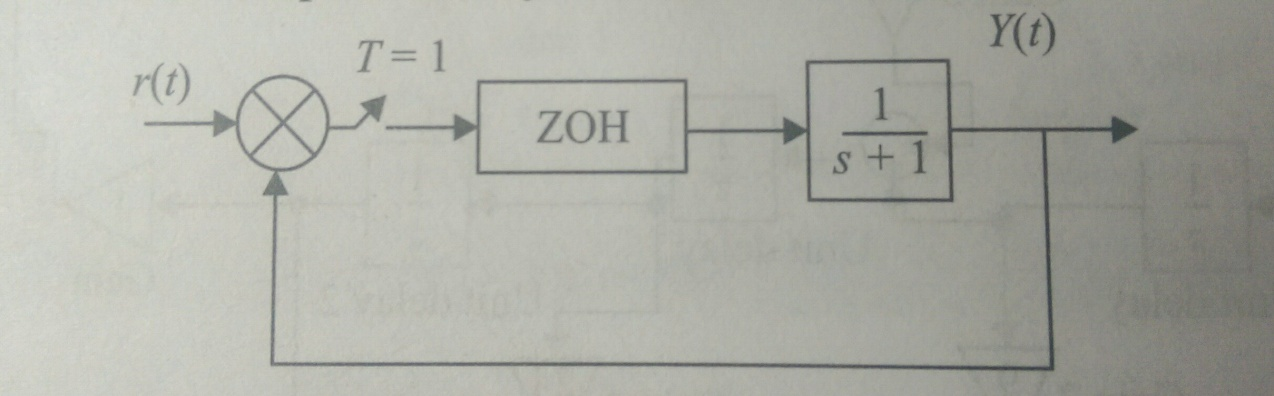 Y(t)
T = 1
r(t)
ZOH
1
s + 1